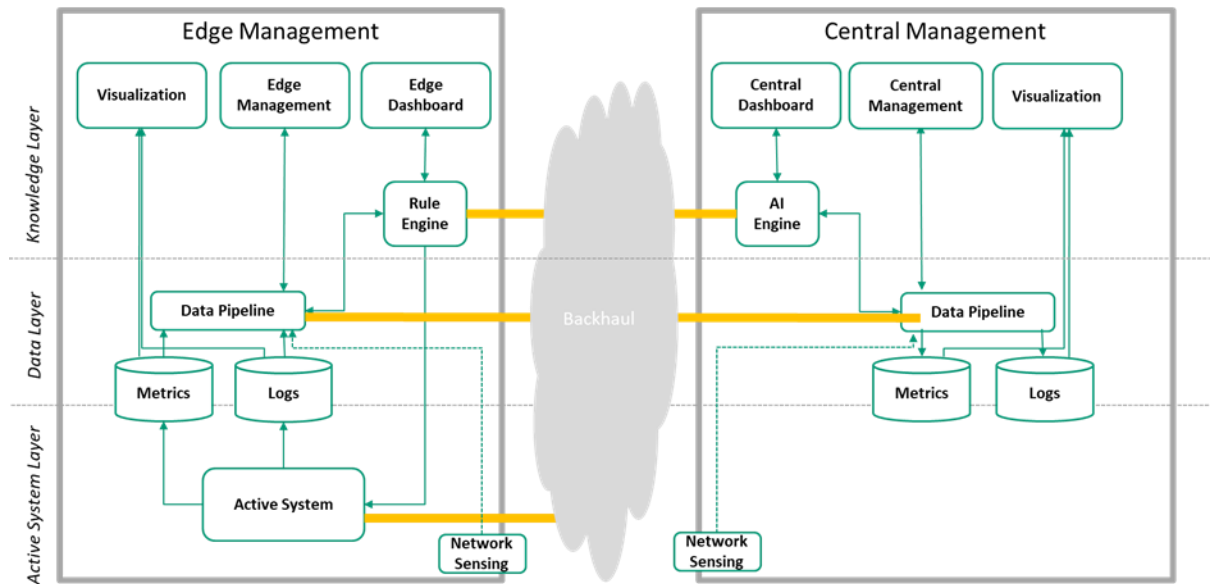 Edge Management
Central Management
Visualization
Edge
Management
Edge
Dashboard
Central
Dashboard
Central
Management
Visualization
Knowledge Layer
Rule
Engine
AI
Engine
Data Layer
Data Pipeline
Backhaul
Data Pipeline
Metrics
Logs
Metrics
Logs
Active System Layer
Active System
Network
Sensing
Network
Sensing